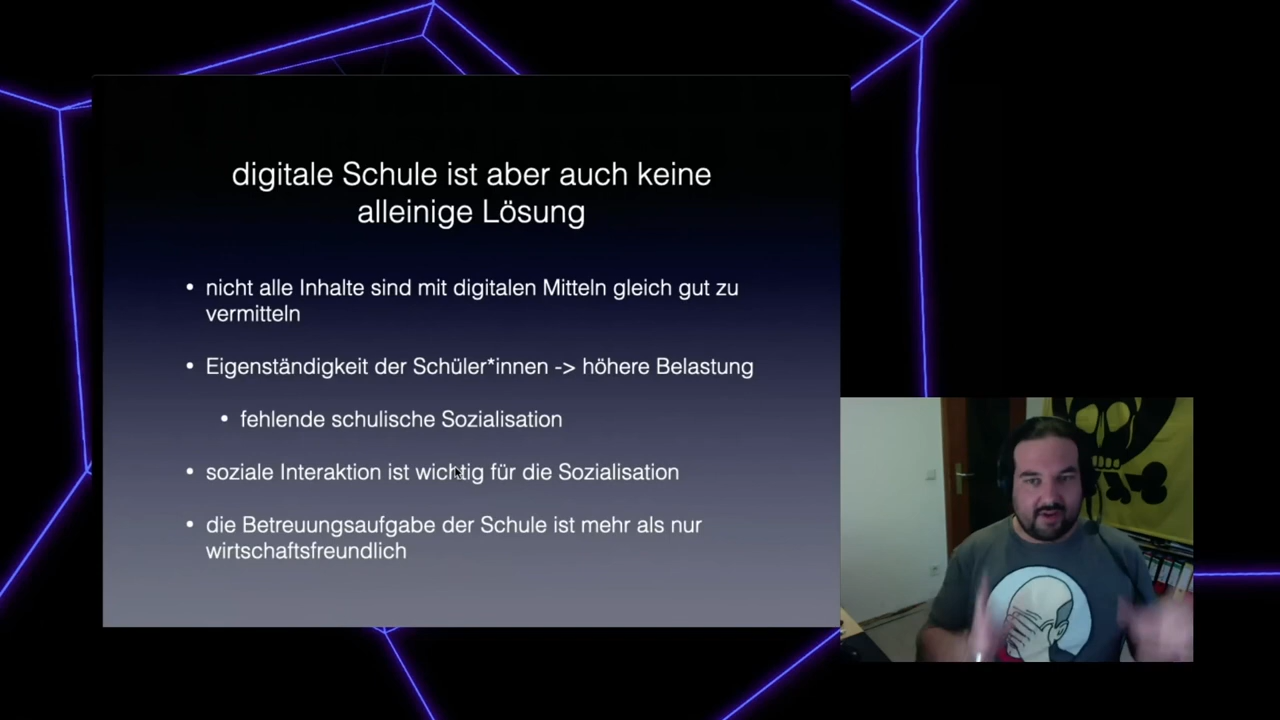 digitale Schule ist aber auch keine
alleinige Lösung
• nicht alle Inhalte sind mit digitalen Mitteln gleich gut zu
vermitteln
• Eigenständigkeit der Schüler*innen -> höhere Belastung
• fehlende schulische Sozialisation
• soziale Interaktion ist wichtig für die Sozialisation
• die Betreuungsaufgabe der Schule ist mehr als nur
wirtschaftsfreundlich